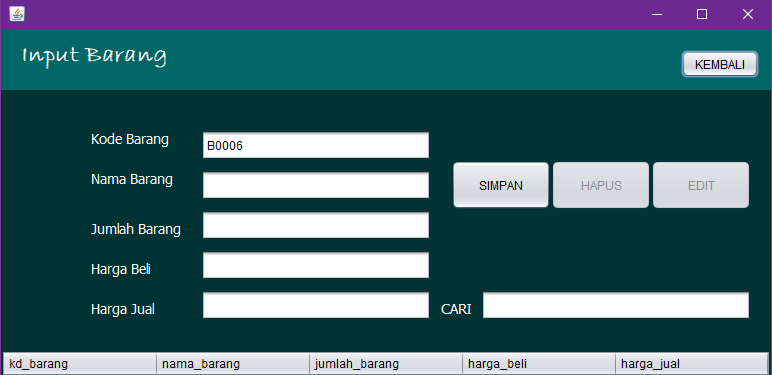 Input Barang
KEMBALI
Kode Barang B0006
Nama Barang
SIMPAN HAPUS EDIT
Jumlah Barang
Harga Beli
Harga Jual CARI
kd_barang nama_barang jumlah_barang harga_beli harga_jual